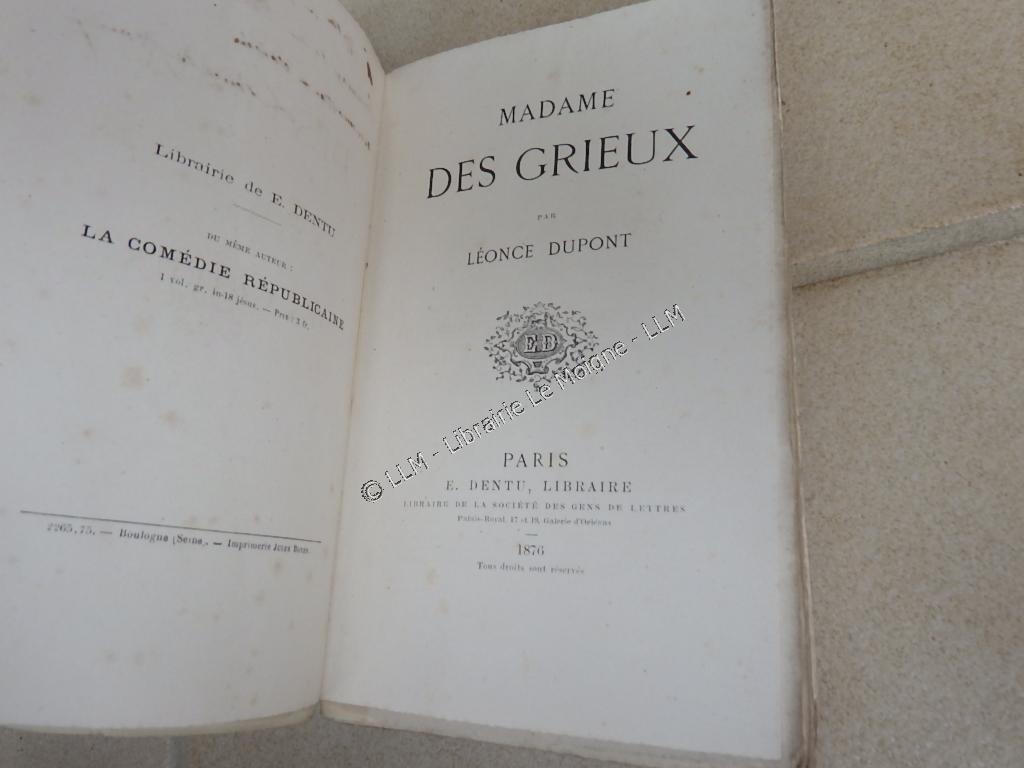 Librairie de E. DENTU
DU MÊME AUTEUR :
LA COMÉDIE RÉPUBLICAINE
1 vol. gr. in-18 jésus. — Prix : 3 fr.
2265,75. — Boulogne (Seine). — Imprimerie JULES BOYER.
MADAME
DES GRIEUX
PAR
LÉONCE DUPONT
ED
© LLM - Librairie Le Moigne - LLM
PARIS
E. DENTU, LIBRAIRE
LIBRAIRE DE LA SOCIÉTÉ DES GENS DE LETTRES
Palais-Royal, 17 et 19, Galerie d'Orléans
1876
Tous droits sont réservés